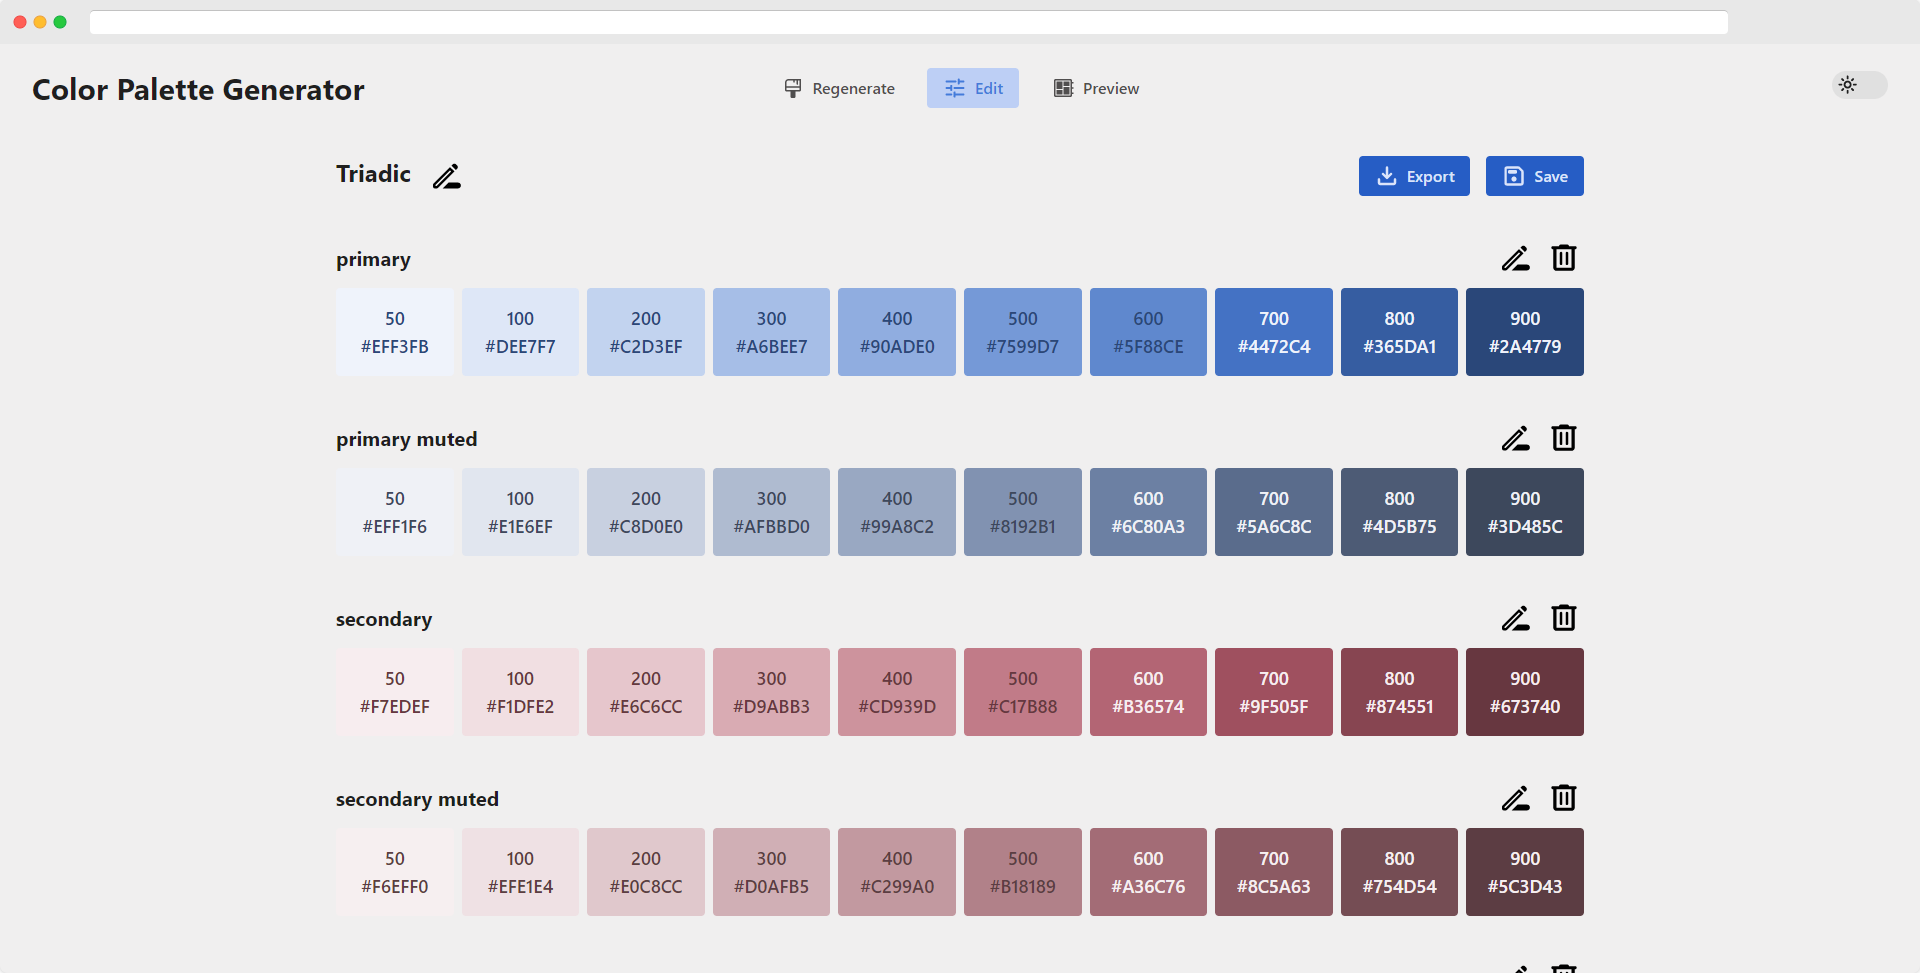 Color Palette Generator
Regenerate
Edit
Preview
Triadic
Export
Save
primary
50 100 200 300 400 500 600 700 800 900
#EFF3FB #DEE7F7 #C2D3EF #A6BEE7 #90ADE0 #7599D7 #5F88CE #4472C4 #365DA1 #2A4779
primary muted
50 100 200 300 400 500 600 700 800 900
#EFF1F6 #E1E6EF #C8D0E0 #AFBBD0 #99A8C2 #8192B1 #6C80A3 #5A6C8C #4D5B75 #3D485C
secondary
50 100 200 300 400 500 600 700 800 900
#F7EDEF #F1DFE2 #E6C6CC #D9ABB3 #CD939D #C17B88 #B36574 #9F505F #874551 #673740
secondary muted
50 100 200 300 400 500 600 700 800 900
#F6EFF0 #EFE1E4 #E0C8CC #D0AFB5 #C299A0 #B18189 #A36C76 #8C5A63 #754D54 #5C3D43